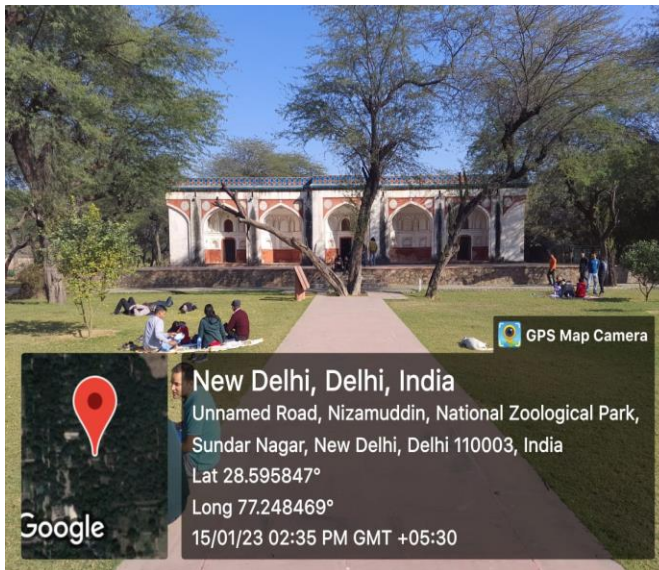 GPS Map Camera
New Delhi, Delhi, India
Unnamed Road, Nizamuddin, National Zoological Park,
Sundar Nagar, New Delhi, Delhi 110003, India
Lat 28.595847°
Long 77.248469°
15/01/23 02:35 PM GMT +05:30
Google